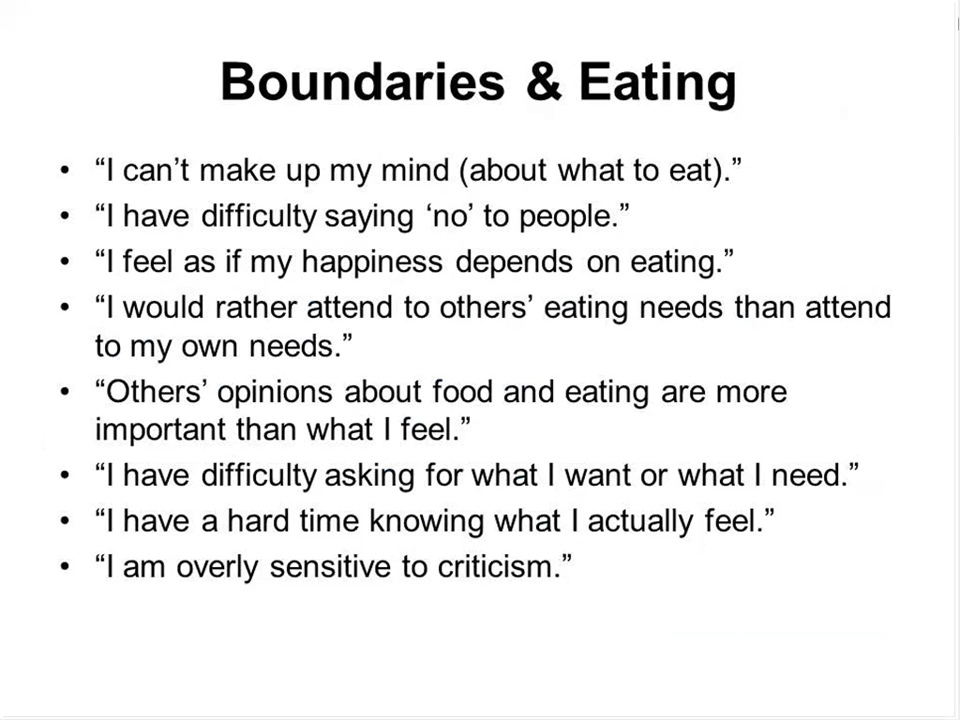 Boundaries & Eating
• “I can’t make up my mind (about what to eat).”
• “I have difficulty saying ‘no’ to people.”
• “I feel as if my happiness depends on eating.”
• “I would rather attend to others’ eating needs than attend
to my own needs.”
• “Others’ opinions about food and eating are more
important than what I feel.”
• “I have difficulty asking for what I want or what I need.”
• “I have a hard time knowing what I actually feel.”
• “I am overly sensitive to criticism.”